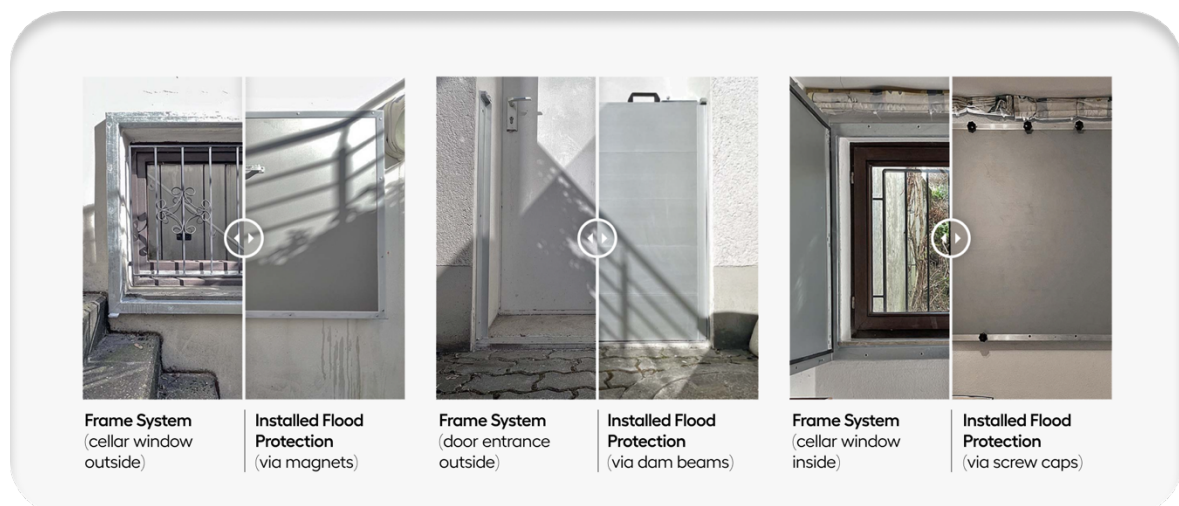 Frame System
(cellar window
outside)
Installed Flood
Protection
(via magnets)
Frame System
(door entrance
outside)
Installed Flood
Protection
(via dam beams)
Frame System
(cellar window
inside)
Installed Flood
Protection
(via screw caps)